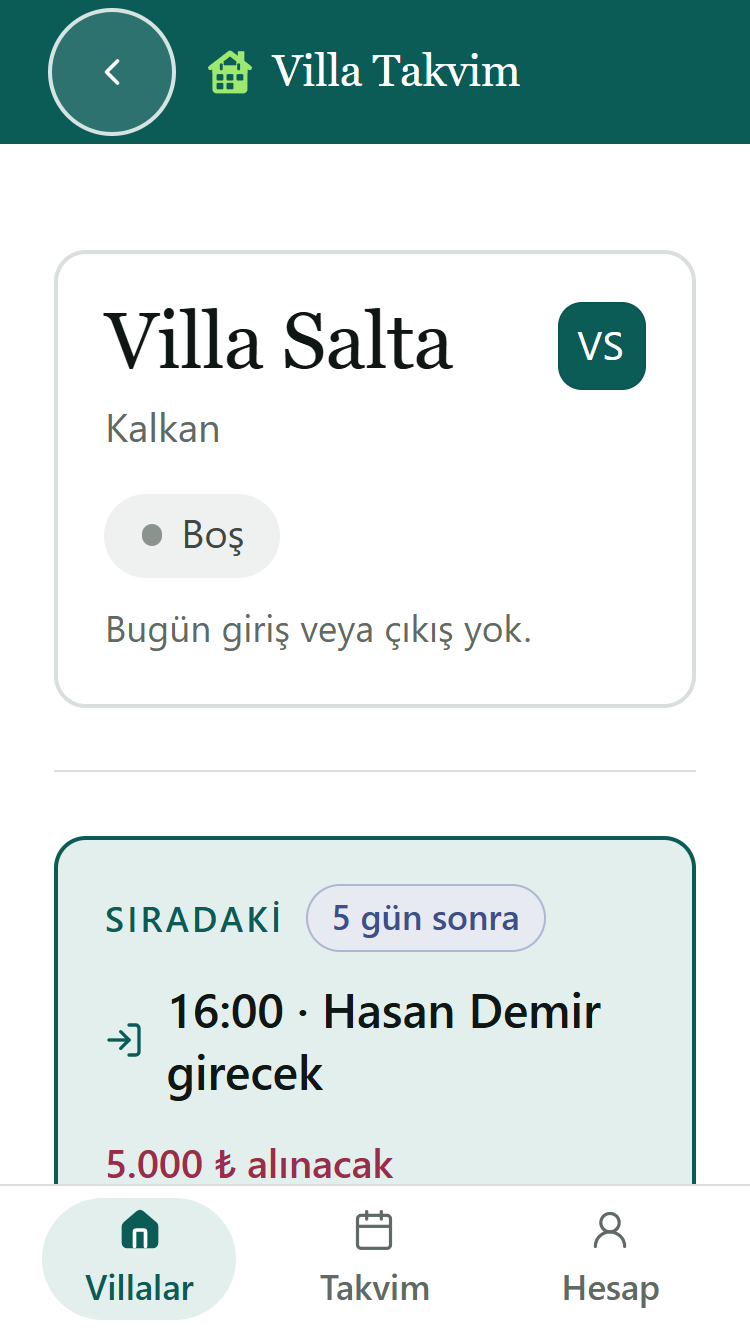 Villa Takvim
Villa Salta
VS
Kalkan
Boş
Bugün giriş veya çıkış yok.
SIRADAKİ
5 gün sonra
16:00 · Hasan Demir
girecek
5.000 ₺ alınacak
Villalar
Takvim
Hesap